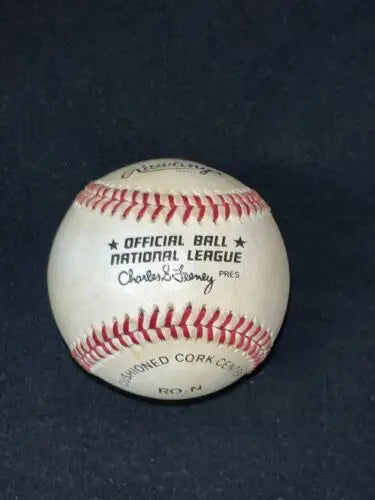 Rawlings
★ OFFICIAL BALL ★
NATIONAL LEAGUE
Charles S. Feeney PRES
CUSHIONED CORK CENTER
RO-N